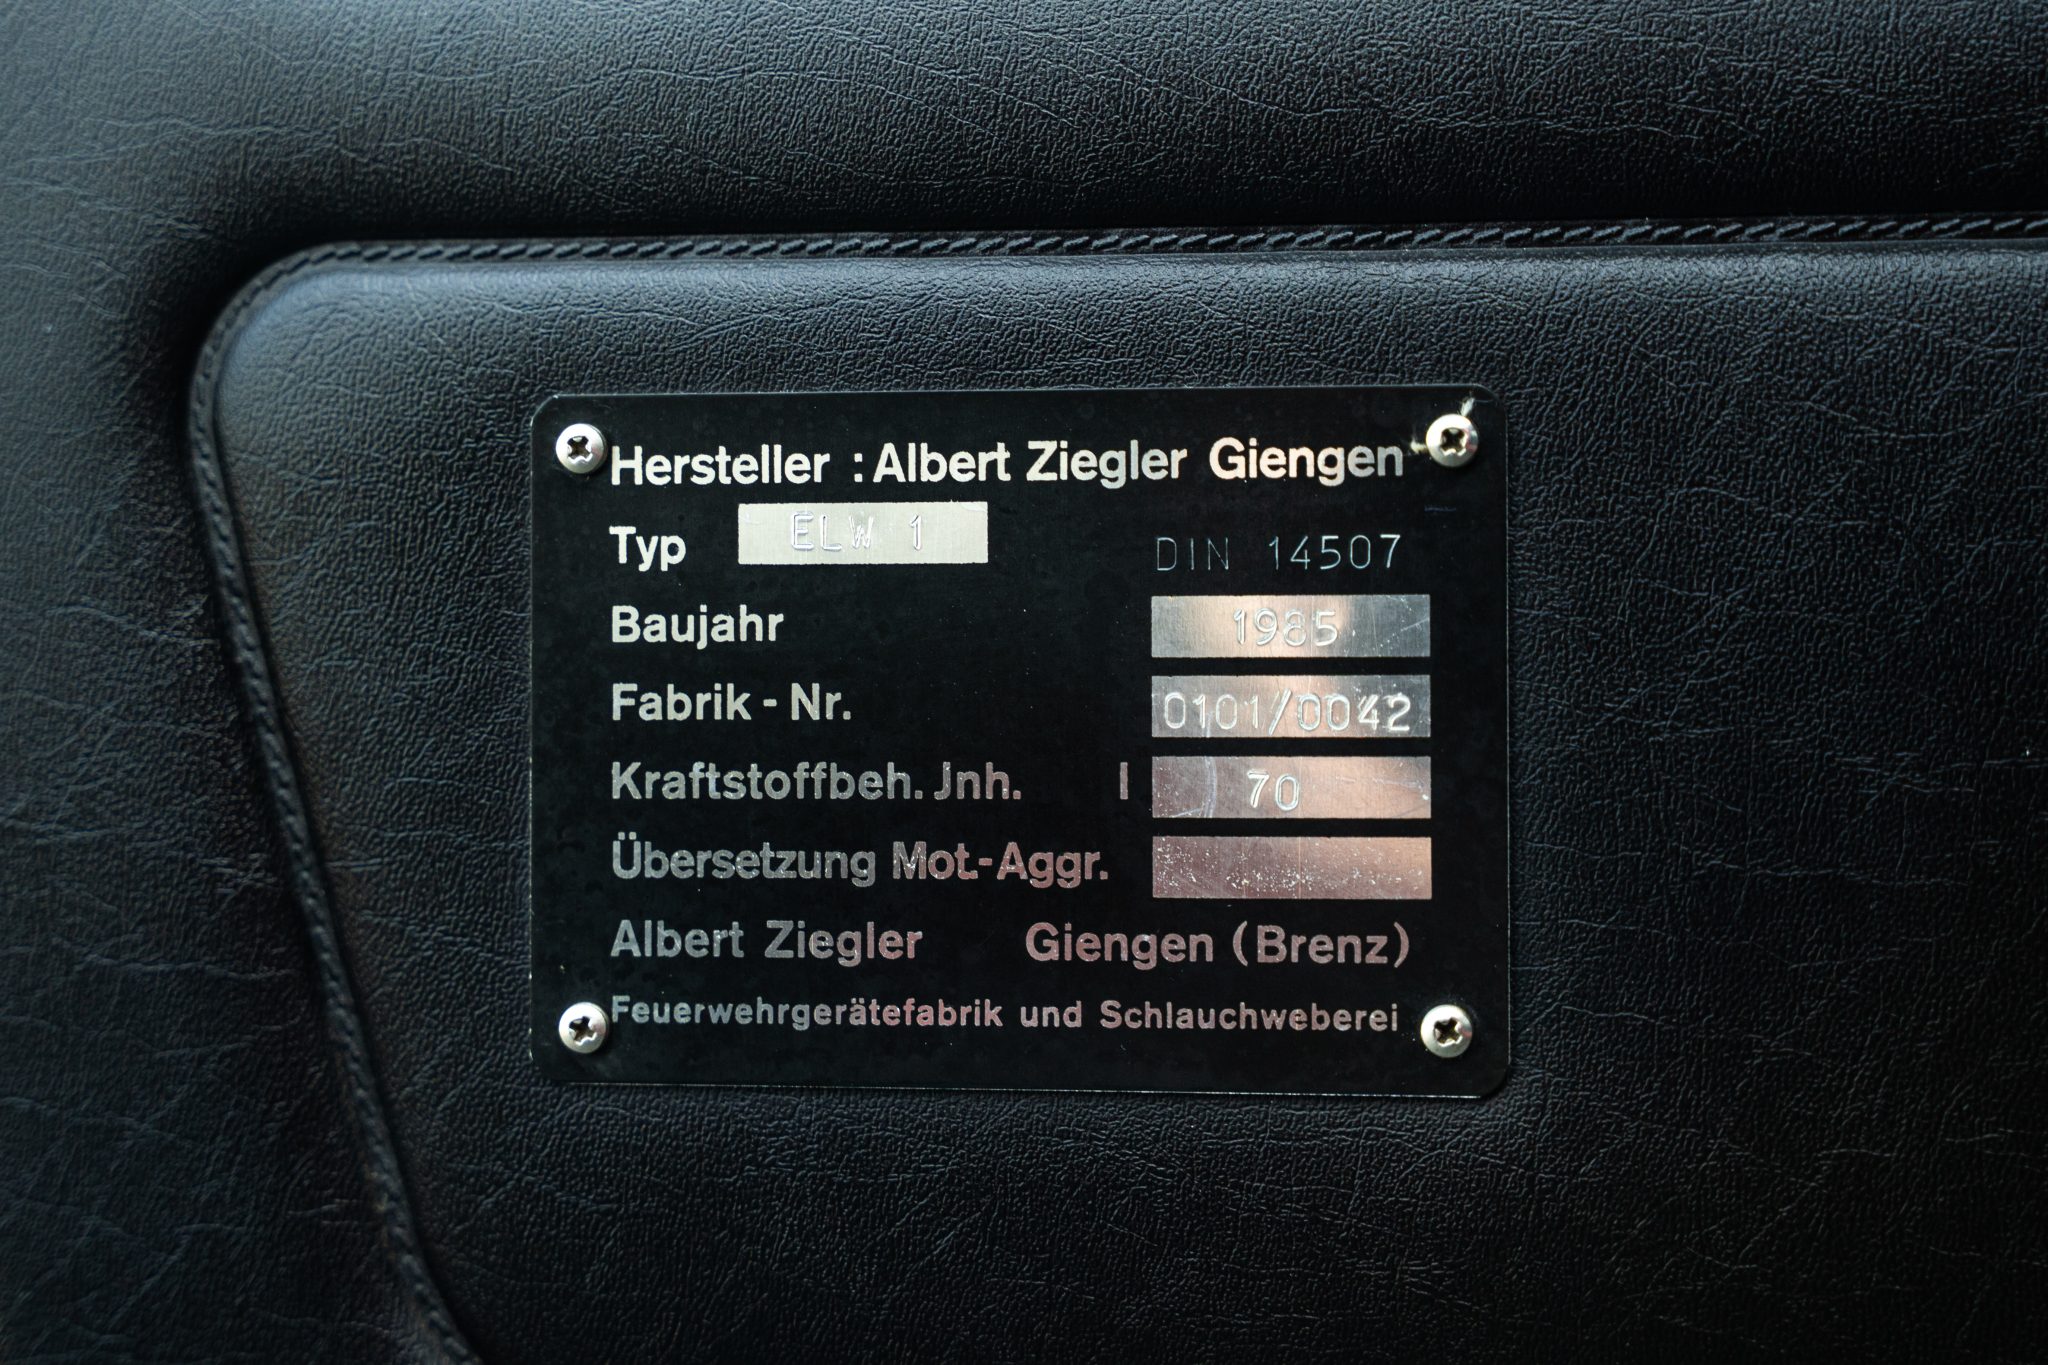 Hersteller : Albert Ziegler Giengen
Typ ELW 1 DIN 14507
Baujahr 1985
Fabrik - Nr. 0101/0042
Kraftstoffbeh. Jnh. l 70
Übersetzung Mot.-Aggr.
Albert Ziegler Giengen (Brenz)
Feuerwehrgerätefabrik und Schlauchweberei